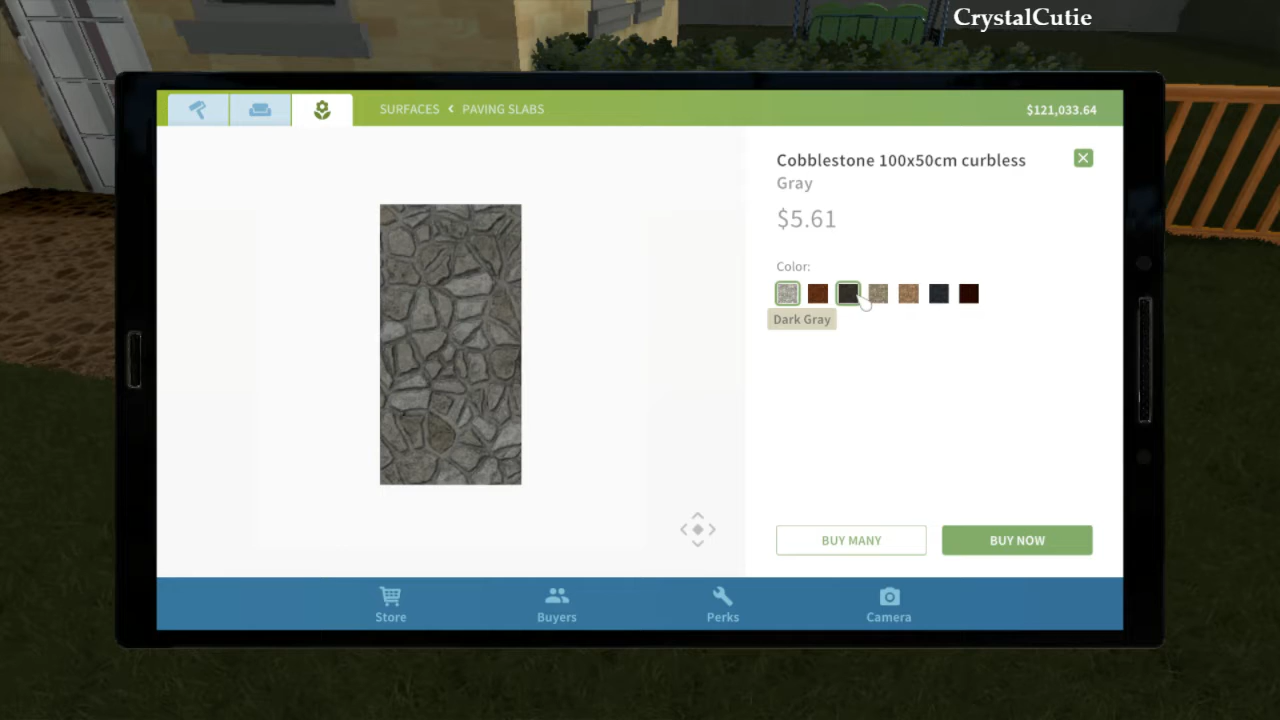 CrystalCutie
SURFACES < PAVING SLABS
$121,033.64
Cobblestone 100x50cm curbless
Gray
$5.61
Color:
Dark Gray
BUY MANY
BUY NOW
Store
Buyers
Perks
Camera